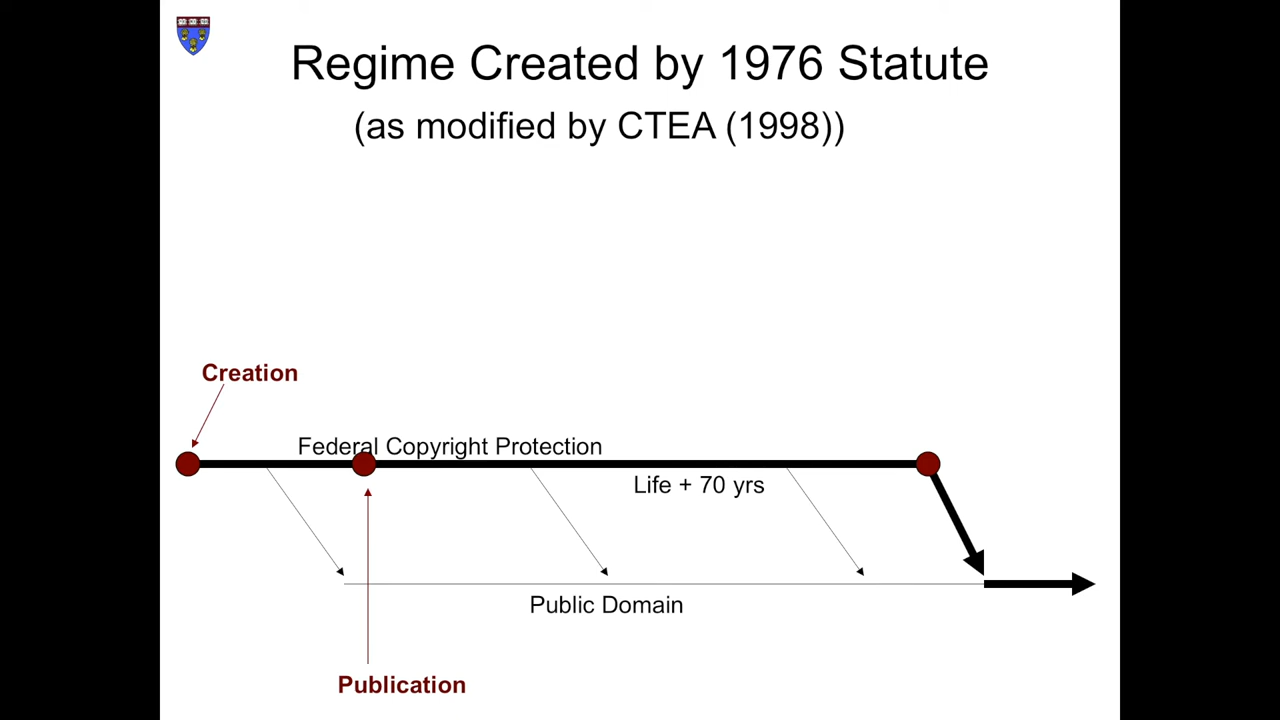 Regime Created by 1976 Statute
(as modified by CTEA (1998))
Creation
Federal Copyright Protection
Life + 70 yrs
Public Domain
Publication